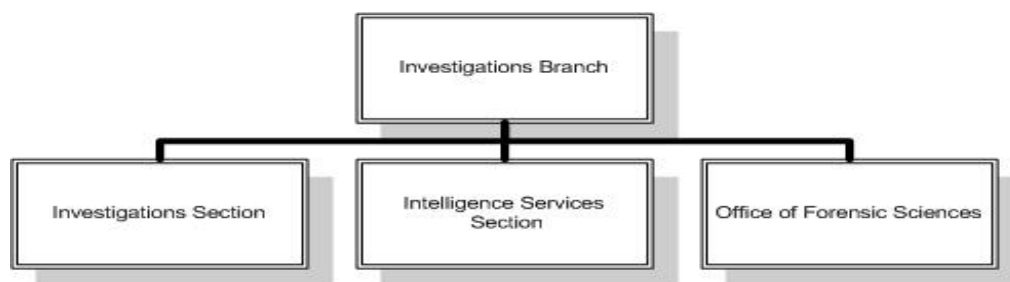 Investigations Branch
Investigations Section
Intelligence Services
Section
Office of Forensic Sciences